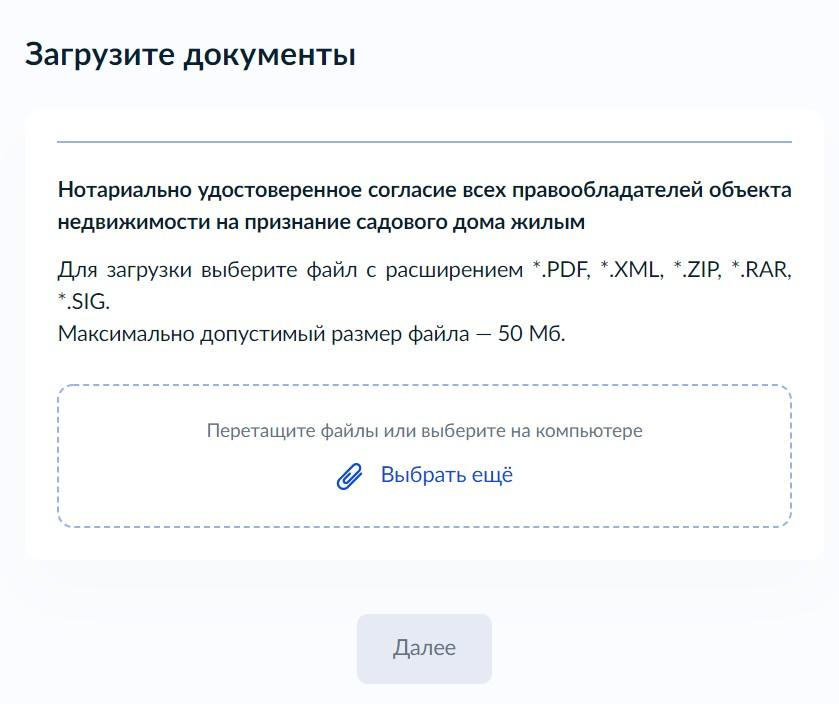 Загрузите документы
Нотариально удостоверенное согласие всех правообладателей объекта
недвижимости на признание садового дома жилым
Для загрузки выберите файл с расширением *.PDF, *.XML, *.ZIP, *.RAR,
*.SIG.
Максимально допустимый размер файла — 50 Мб.
Перетащите файлы или выберите на компьютере
Выбрать ещё
Далее